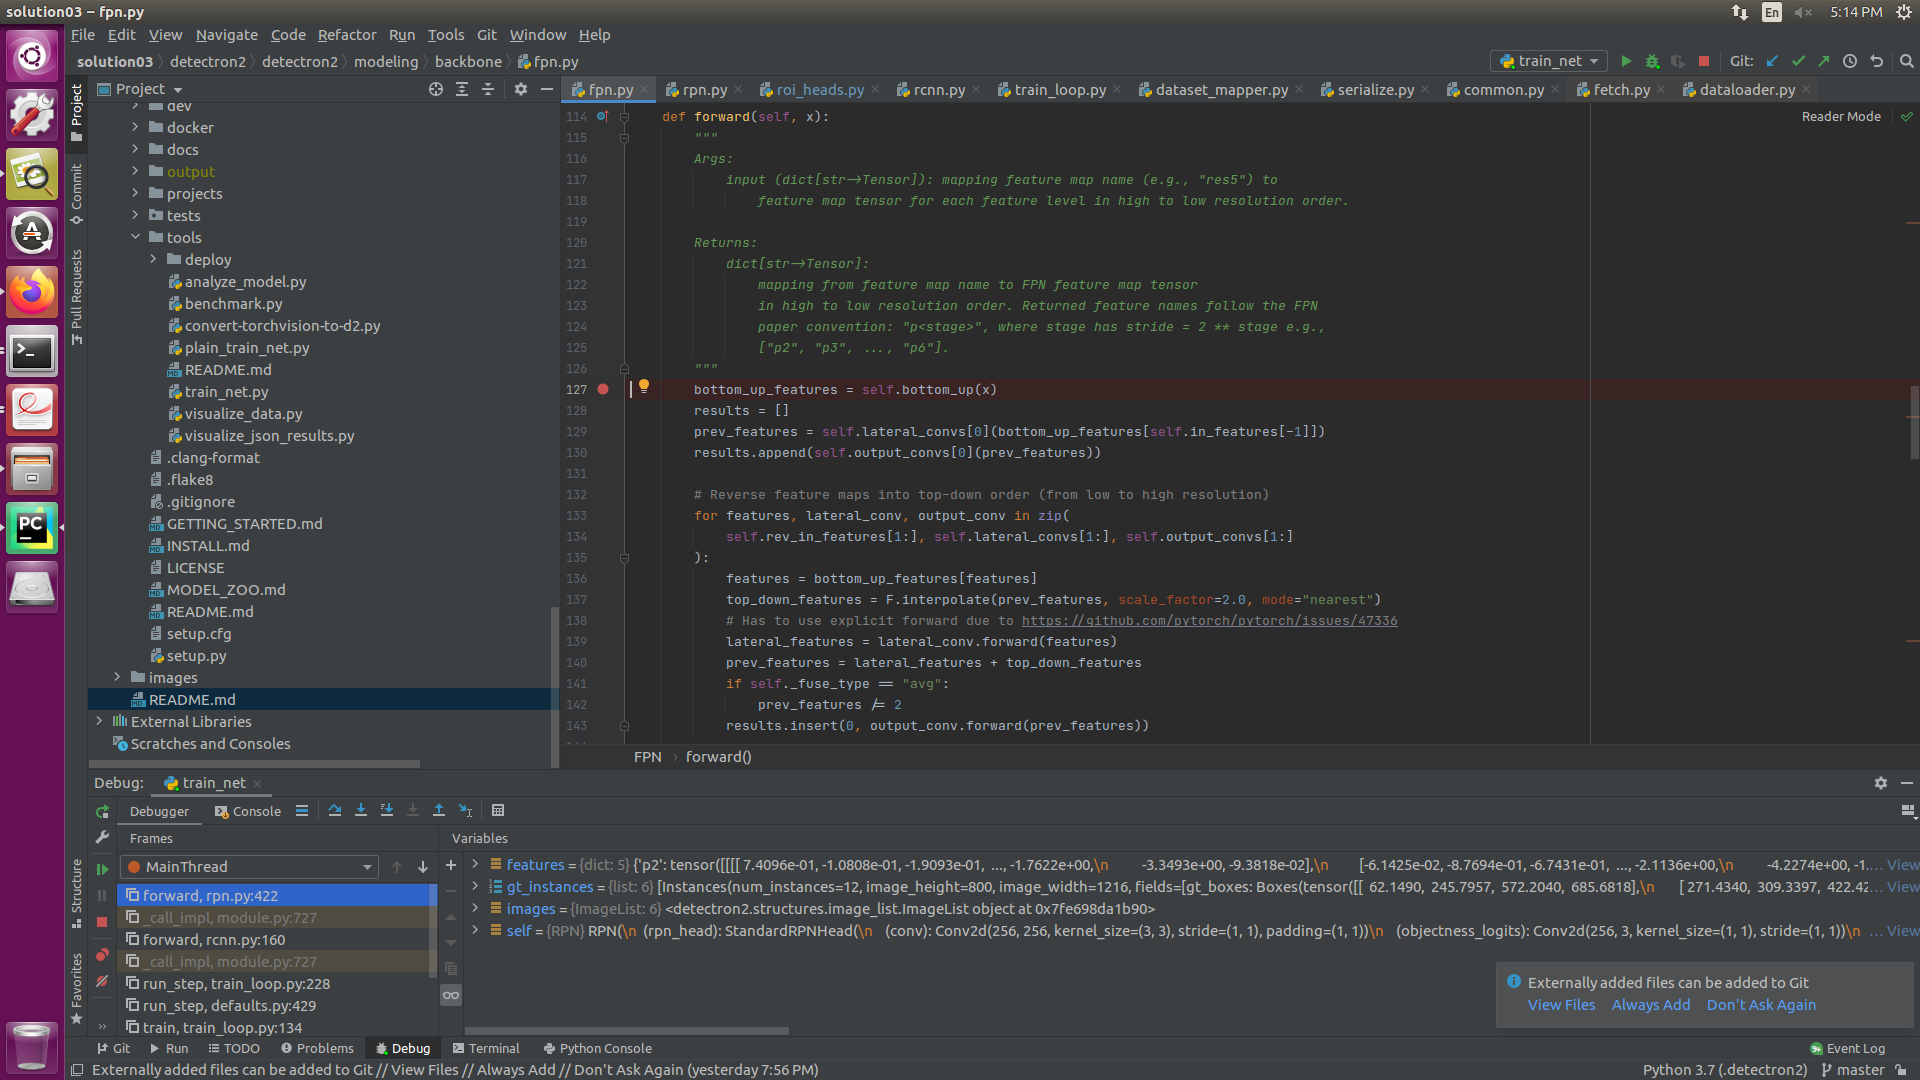 solution03 – fpn.py
En
5:14 PM
File Edit View Navigate Code Refactor Run Tools Git Window Help
solution03 detectron2 detectron2 modeling backbone fpn.py
train_net
Git:
Project
fpn.py
rpn.py
roi_heads.py
rcnn.py
train_loop.py
dataset_mapper.py
serialize.py
common.py
fetch.py
dataloader.py
Project
Commit
Pull Requests
Structure
Favorites
dev
docker
docs
output
projects
tests
tools
deploy
analyze_model.py
benchmark.py
convert-torchvision-to-d2.py
plain_train_net.py
README.md
train_net.py
visualize_data.py
visualize_json_results.py
.clang-format
.flake8
.gitignore
GETTING_STARTED.md
INSTALL.md
LICENSE
MODEL_ZOO.md
README.md
setup.cfg
setup.py
images
README.md
External Libraries
Scratches and Consoles
Reader Mode
114 def forward(self, x):
115 """
116 Args:
117 input (dict[str→Tensor]): mapping feature map name (e.g., "res5") to
118 feature map tensor for each feature level in high to low resolution order.
119
120 Returns:
121 dict[str→Tensor]:
122 mapping from feature map name to FPN feature map tensor
123 in high to low resolution order. Returned feature names follow the FPN
124 paper convention: "p<stage>", where stage has stride = 2 ** stage e.g.,
125 ["p2", "p3", ..., "p6"].
126 """
127 bottom_up_features = self.bottom_up(x)
128 results = []
129 prev_features = self.lateral_convs[0](bottom_up_features[self.in_features[-1]])
130 results.append(self.output_convs[0](prev_features))
131
132 # Reverse feature maps into top-down order (from low to high resolution)
133 for features, lateral_conv, output_conv in zip(
134 self.rev_in_features[1:], self.lateral_convs[1:], self.output_convs[1:]
135 ):
136 features = bottom_up_features[features]
137 top_down_features = F.interpolate(prev_features, scale_factor=2.0, mode="nearest")
138 # Has to use explicit forward due to https://github.com/pytorch/pytorch/issues/47336
139 lateral_features = lateral_conv.forward(features)
140 prev_features = lateral_features + top_down_features
141 if self._fuse_type == "avg":
142 prev_features /= 2
143 results.insert(0, output_conv.forward(prev_features))
FPN forward()
Debug: train_net
Debugger Console
Frames
Variables
MainThread
forward, rpn.py:422
_call_impl, module.py:727
forward, rcnn.py:160
_call_impl, module.py:727
run_step, train_loop.py:228
run_step, defaults.py:429
train, train_loop.py:134
features = {dict: 5} {'p2': tensor([[[[ 7.4096e-01, -1.0808e-01, -1.9093e-01, ..., -1.7622e+00,\n -3.3493e+00, -9.3818e-02],\n [-6.1425e-02, -8.7694e-01, -6.7431e-01, ..., -2.1136e+00,\n -4.2274e+00, -1.... View
gt_instances = {list: 6} [Instances(num_instances=12, image_height=800, image_width=1216, fields=[gt_boxes: Boxes(tensor([[ 62.1490, 245.7957, 572.2040, 685.6818],\n [ 271.4340, 309.3397, 422.42... View
images = {ImageList: 6} <detectron2.structures.image_list.ImageList object at 0x7fe698da1b90>
self = {RPN} RPN(\n (rpn_head): StandardRPNHead(\n (conv): Conv2d(256, 256, kernel_size=(3, 3), stride=(1, 1), padding=(1, 1))\n (objectness_logits): Conv2d(256, 3, kernel_size=(1, 1), stride=(1, 1))\n ... View
Externally added files can be added to Git
View Files Always Add Don't Ask Again
Git Run TODO Problems Debug Terminal Python Console
Event Log
Externally added files can be added to Git // View Files // Always Add // Don't Ask Again (yesterday 7:56 PM)
Python 3.7 (.detectron2) master